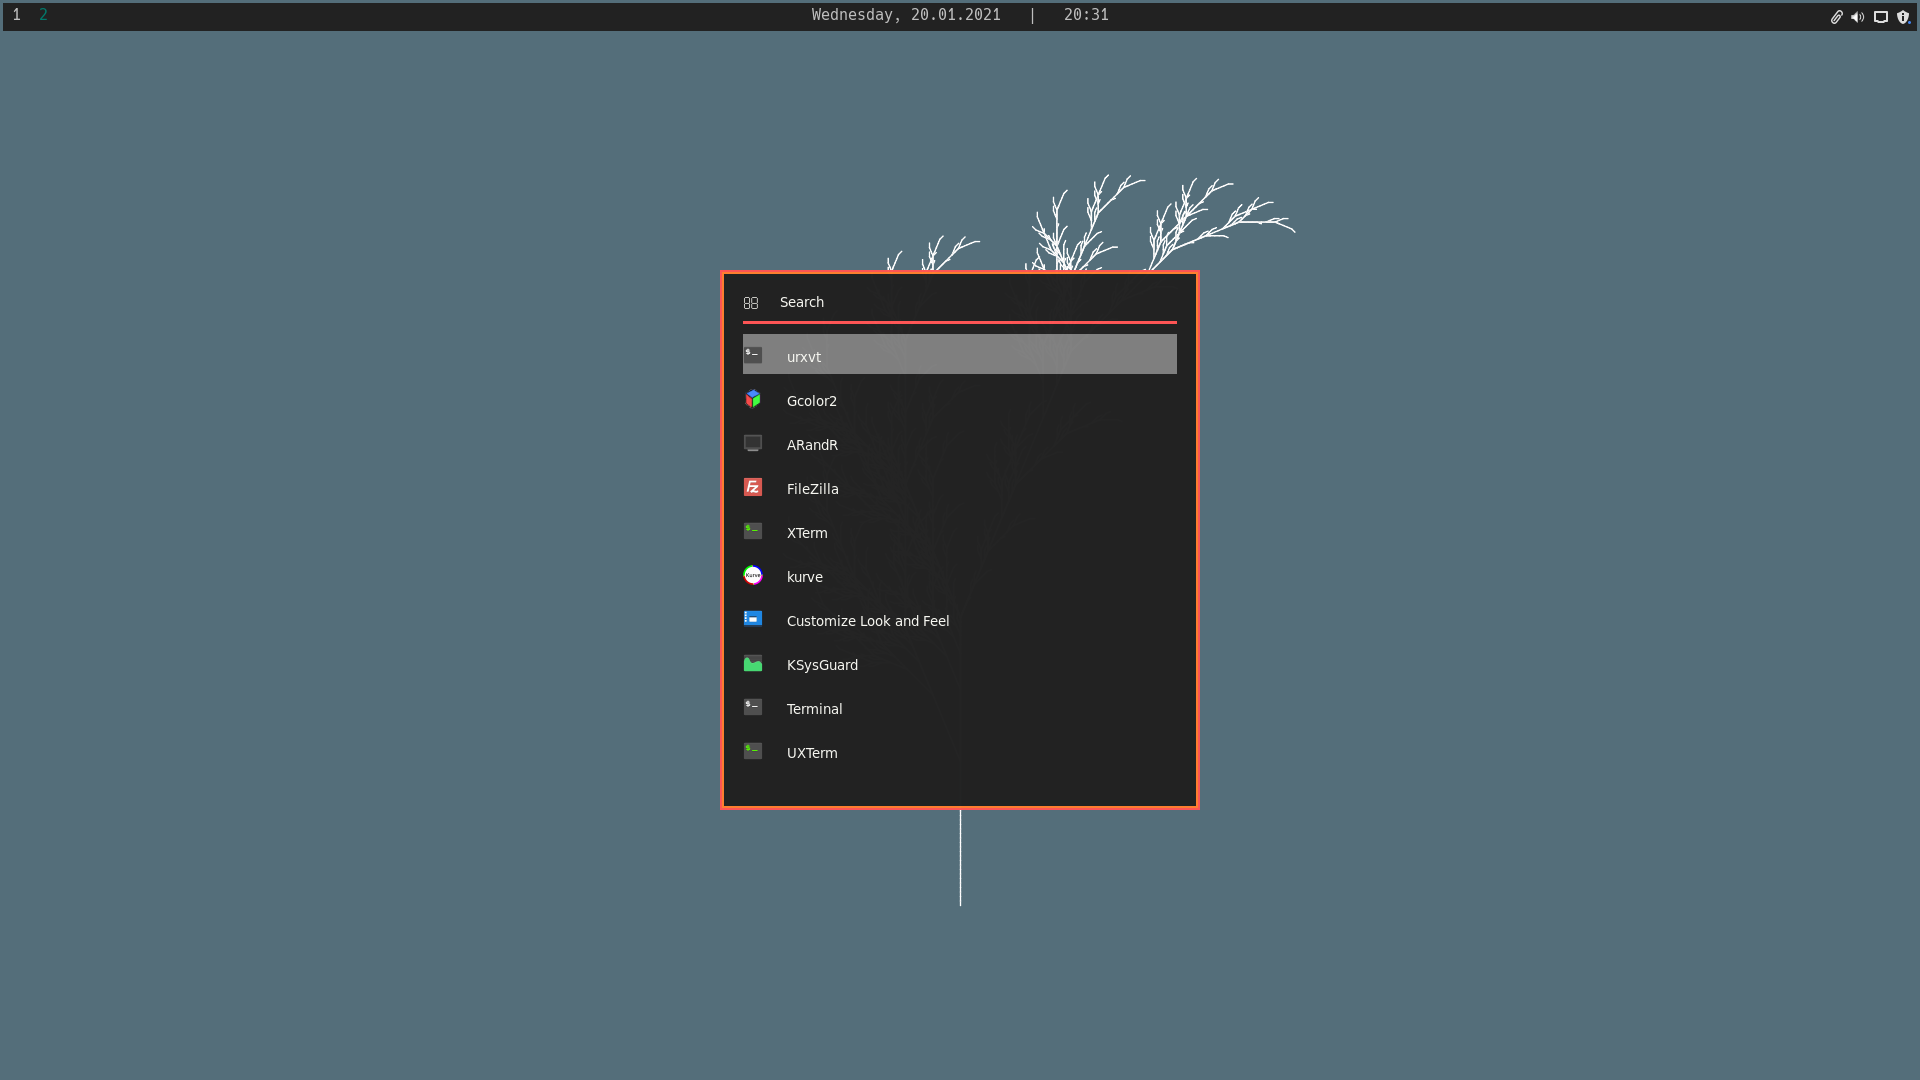 1 2
Wednesday, 20.01.2021 | 20:31
Search
urxvt
Gcolor2
ARandR
FileZilla
XTerm
kurve
Customize Look and Feel
KSysGuard
Terminal
UXTerm